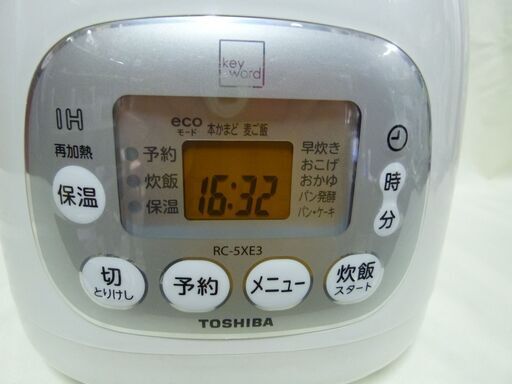 key
word
IH
再加熱
保温
eco
モード
本かまど 麦ご飯
予約
炊飯
保温
16:32
早炊き
おこげ
おかゆ
パン発酵
パン・ケーキ
時
分
RC-5XE3
切
とりけし
予約
メニュー
炊飯
スタート
TOSHIBA